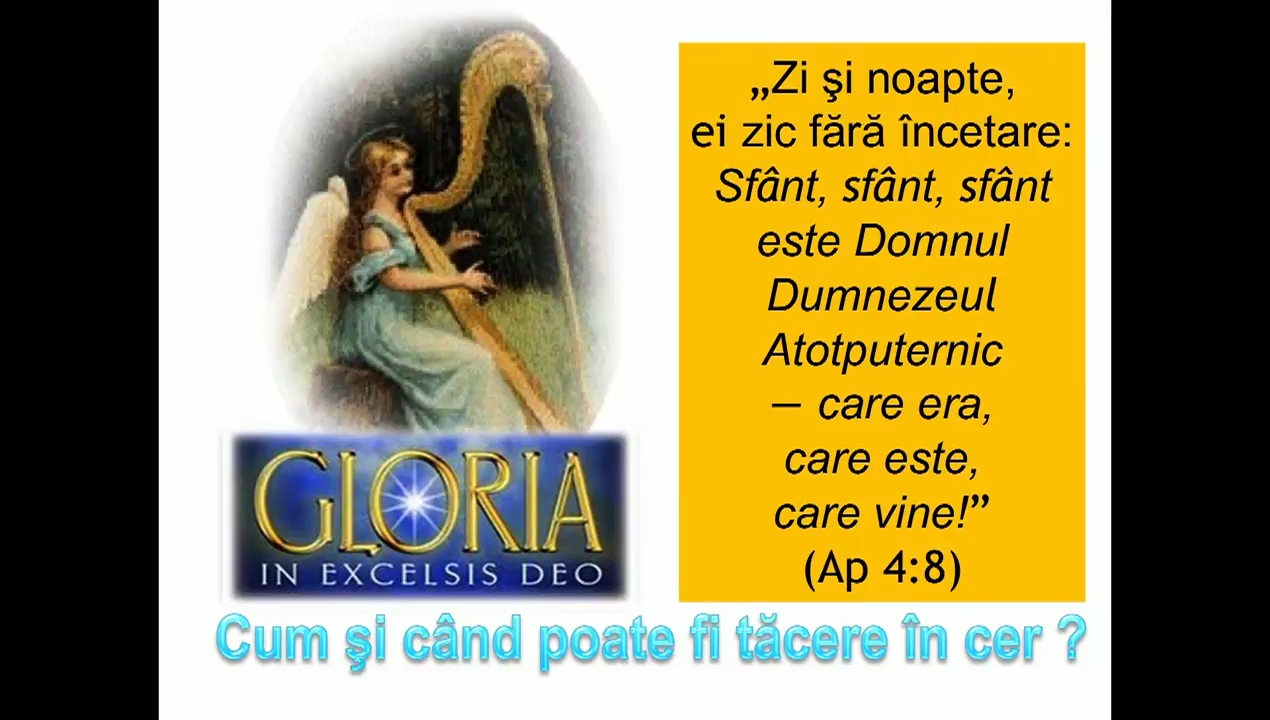 GLORIA
IN EXCELSIS DEO
„Zi şi noapte,
ei zic fără încetare:
Sfânt, sfânt, sfânt
este Domnul
Dumnezeul
Atotputernic
– care era,
care este,
care vine!”
(Ap 4:8)
Cum şi când poate fi tăcere în cer ?